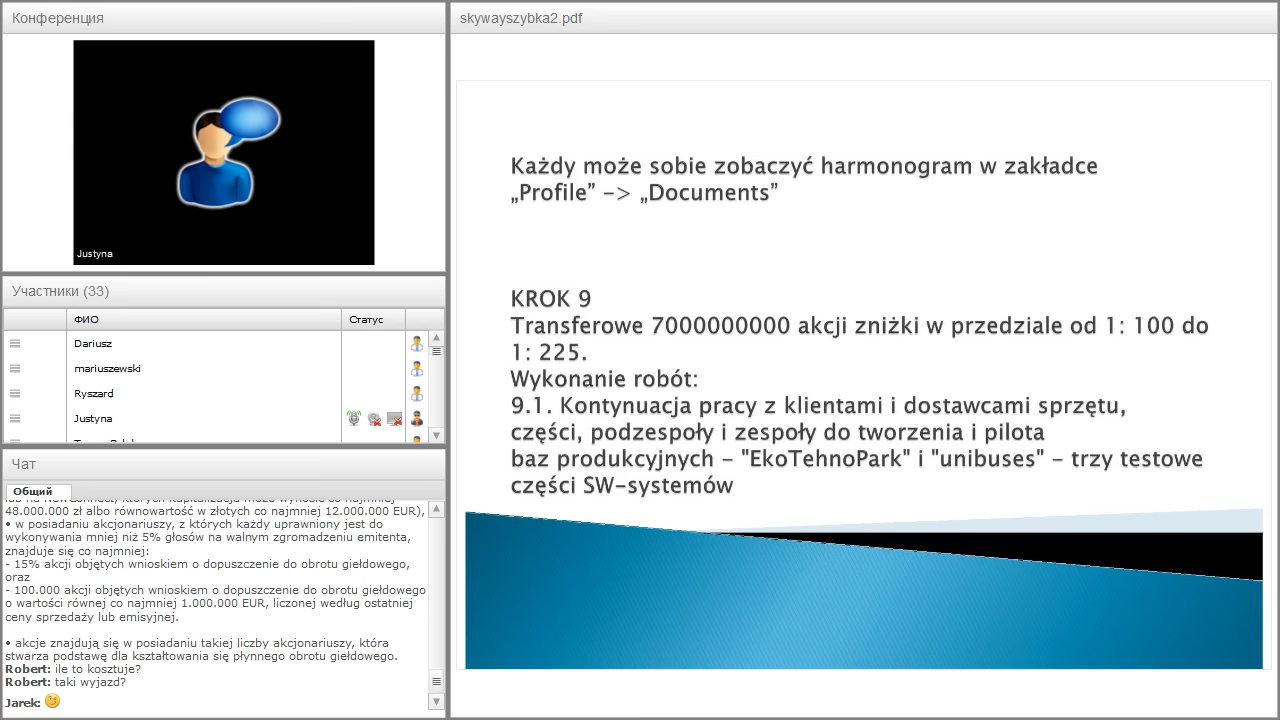 Конференция
Justyna
Участники (33)
ФИО
Статус
Dariusz
mariuszewski
Ryszard
Justyna
Чат
Общий
48.000.000 zł albo równowartość w złotych co najmniej 12.000.000 EUR),
• w posiadaniu akcjonariuszy, z których każdy uprawniony jest do
wykonywania mniej niż 5% głosów na walnym zgromadzeniu emitenta,
znajduje się co najmniej:
- 15% akcji objętych wnioskiem o dopuszczenie do obrotu giełdowego,
oraz
- 100.000 akcji objętych wnioskiem o dopuszczenie do obrotu giełdowego
o wartości równej co najmniej 1.000.000 EUR, liczonej według ostatniej
ceny sprzedaży lub emisyjnej.
• akcje znajdują się w posiadaniu takiej liczby akcjonariuszy, która
stwarza podstawę dla kształtowania się płynnego obrotu giełdowego.
Robert: ile to kosztuje?
Robert: taki wyjazd?
Jarek:
skywayszybka2.pdf
Każdy może sobie zobaczyć harmonogram w zakładce
„Profile” -> „Documents”
KROK 9
Transferowe 7000000000 akcji zniżki w przedziale od 1: 100 do
1: 225.
Wykonanie robót:
9.1. Kontynuacja pracy z klientami i dostawcami sprzętu,
części, podzespoły i zespoły do tworzenia i pilota
baz produkcyjnych - "EkoTehnoPark" i "unibuses" - trzy testowe
części SW-systemów